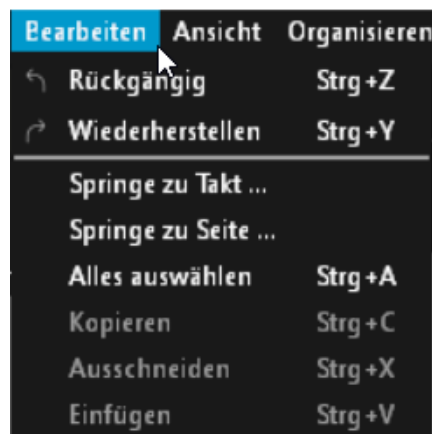 Bearbeiten Ansicht Organisieren
Rückgängig Strg+Z
Wiederherstellen Strg+Y
Springe zu Takt ...
Springe zu Seite ...
Alles auswählen Strg+A
Kopieren Strg+C
Ausschneiden Strg+X
Einfügen Strg+V